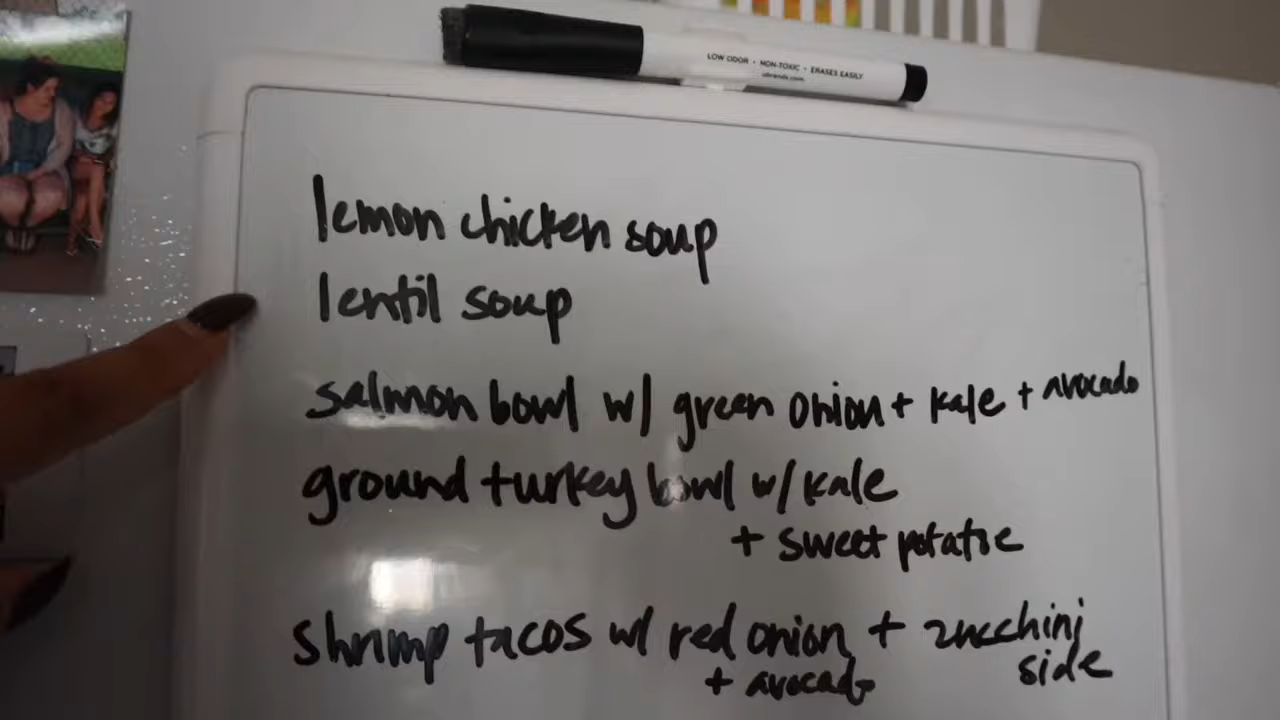 LOW ODOR • NON-TOXIC • ERASES EASILY
lemon chicken soup
lentil soup
salmon bowl w/ green onion + kale + avocado
ground turkey bowl w/ kale
+ sweet potatoe
shrimp tacos w/ red onion + zucchini
+ avocado side